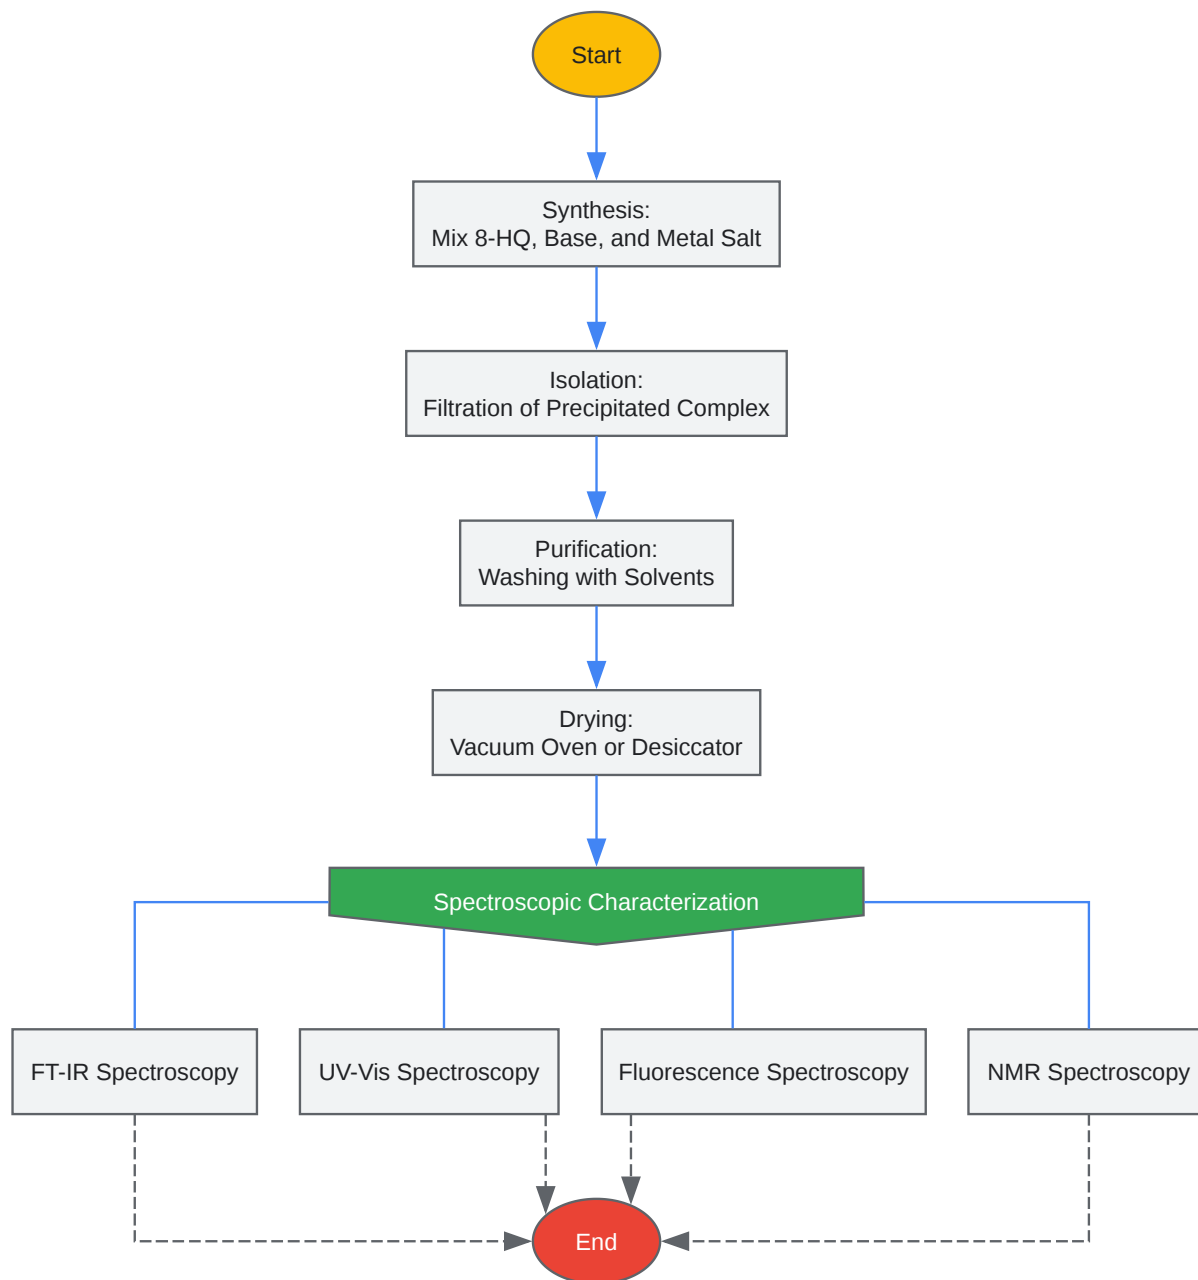 Start
Synthesis:
Mix 8-HQ, Base, and Metal Salt
Isolation:
Filtration of Precipitated Complex
Purification:
Washing with Solvents
Drying:
Vacuum Oven or Desiccator
Spectroscopic Characterization
FT-IR Spectroscopy
UV-Vis Spectroscopy
Fluorescence Spectroscopy
NMR Spectroscopy
End